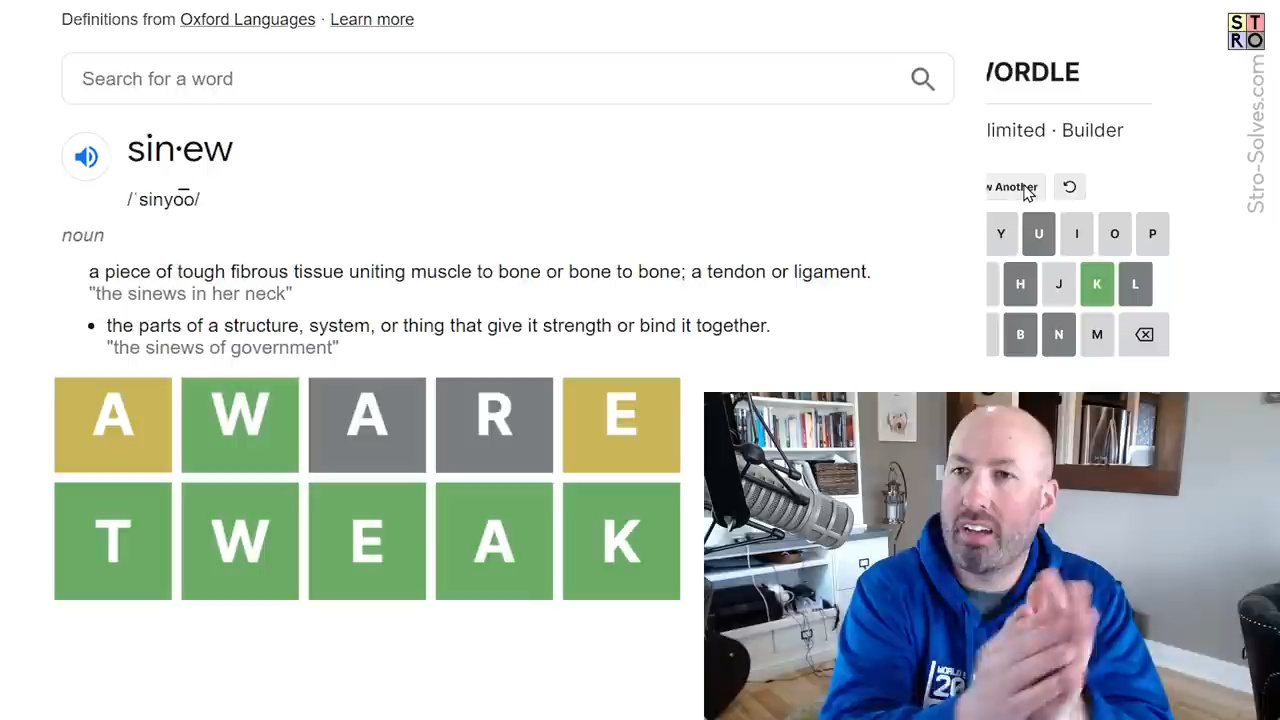 Definitions from Oxford Languages · Learn more
Search for a word
sin·ew
/ˈsinyo͞o/
noun
a piece of tough fibrous tissue uniting muscle to bone or bone to bone; a tendon or ligament.
"the sinews in her neck"
• the parts of a structure, system, or thing that give it strength or bind it together.
"the sinews of government"
A W A R E
T W E A K
WORDLE
limited · Builder
w Another
Y U I O P
H J K L
B N M
S T
R O
Stro-Solves.com
WORLD
20